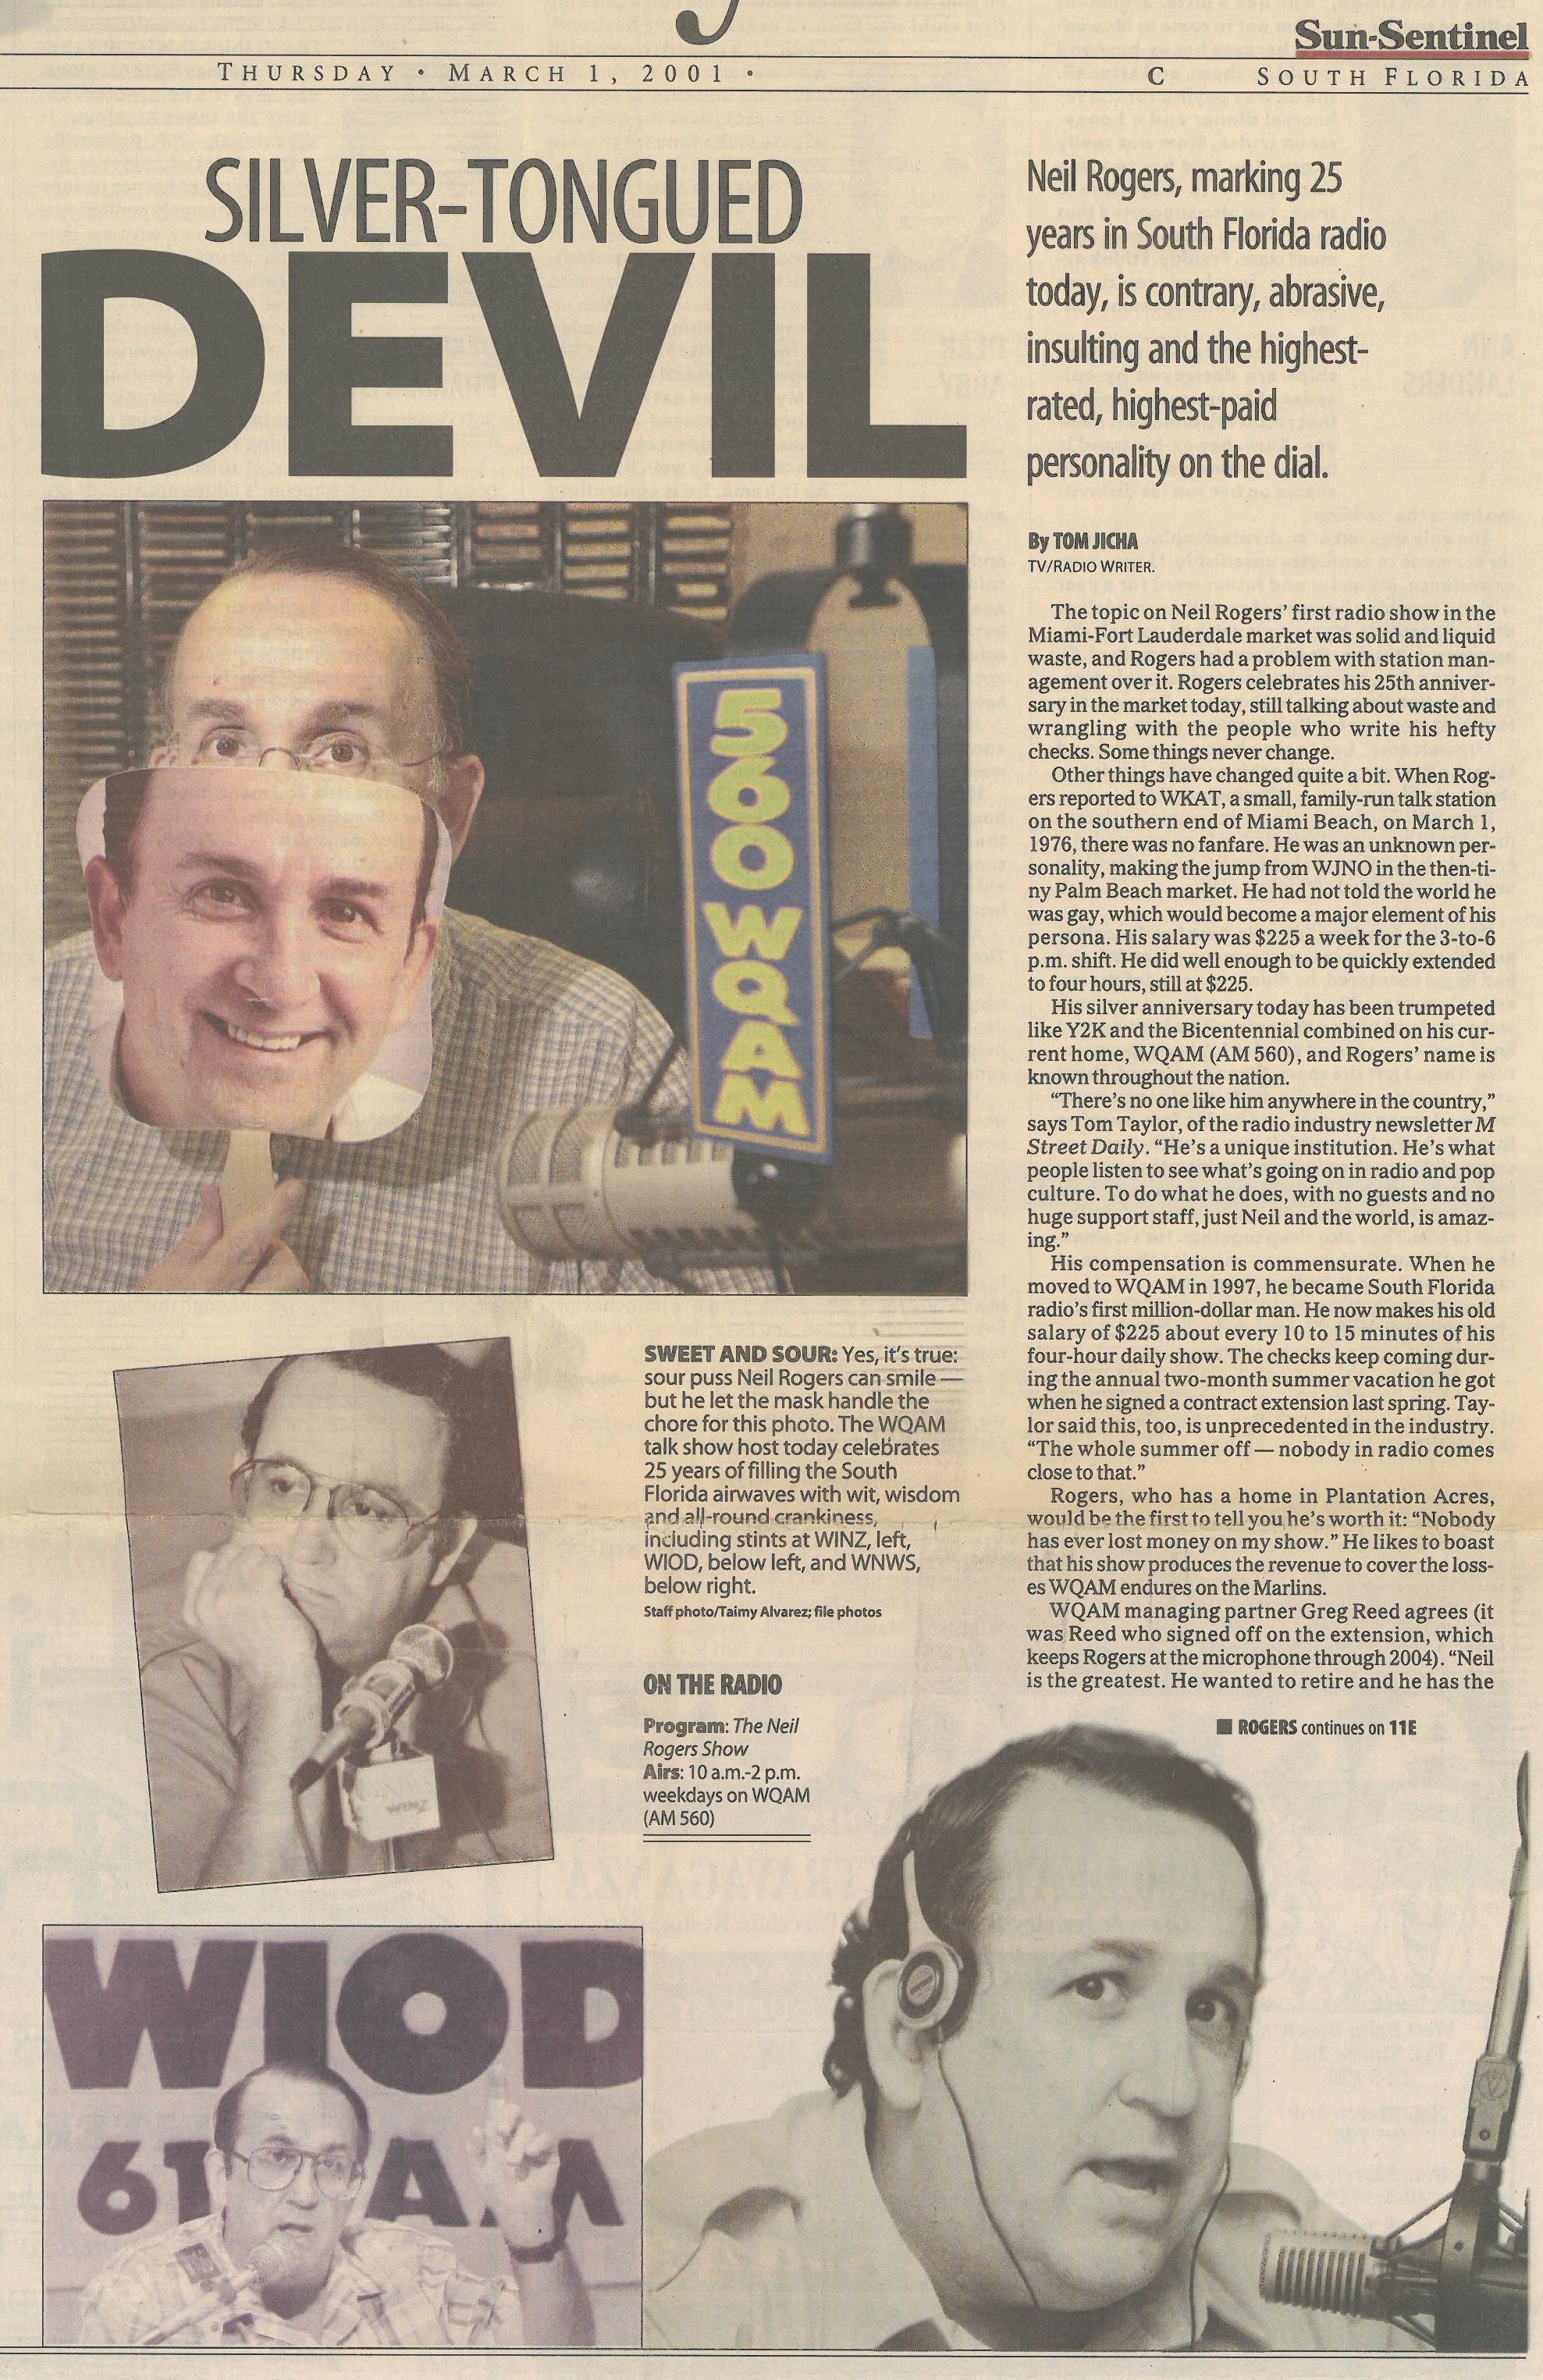 Sun-Sentinel
THURSDAY • MARCH 1, 2001 •
C SOUTH FLORIDA
SILVER-TONGUED
DEVIL
Neil Rogers, marking 25
years in South Florida radio
today, is contrary, abrasive,
insulting and the highest-
rated, highest-paid
personality on the dial.
By TOM JICHA
TV/RADIO WRITER.
The topic on Neil Rogers’ first radio show in the
Miami-Fort Lauderdale market was solid and liquid
waste, and Rogers had a problem with station man-
agement over it. Rogers celebrates his 25th anniver-
sary in the market today, still talking about waste and
wrangling with the people who write his hefty
checks. Some things never change.
Other things have changed quite a bit. When Rog-
ers reported to WKAT, a small, family-run talk station
on the southern end of Miami Beach, on March 1,
1976, there was no fanfare. He was an unknown per-
sonality, making the jump from WJNO in the then-ti-
ny Palm Beach market. He had not told the world he
was gay, which would become a major element of his
persona. His salary was $225 a week for the 3-to-6
p.m. shift. He did well enough to be quickly extended
to four hours, still at $225.
His silver anniversary today has been trumpeted
like Y2K and the Bicentennial combined on his cur-
rent home, WQAM (AM 560), and Rogers’ name is
known throughout the nation.
“There’s no one like him anywhere in the country,”
says Tom Taylor, of the radio industry newsletter M
Street Daily. “He’s a unique institution. He’s what
people listen to see what’s going on in radio and pop
culture. To do what he does, with no guests and no
huge support staff, just Neil and the world, is amaz-
ing.”
His compensation is commensurate. When he
moved to WQAM in 1997, he became South Florida
radio’s first million-dollar man. He now makes his old
salary of $225 about every 10 to 15 minutes of his
four-hour daily show. The checks keep coming dur-
ing the annual two-month summer vacation he got
when he signed a contract extension last spring. Tay-
lor said this, too, is unprecedented in the industry.
“The whole summer off — nobody in radio comes
close to that.”
Rogers, who has a home in Plantation Acres,
would be the first to tell you he’s worth it: “Nobody
has ever lost money on my show.” He likes to boast
that his show produces the revenue to cover the loss-
es WQAM endures on the Marlins.
WQAM managing partner Greg Reed agrees (it
was Reed who signed off on the extension, which
keeps Rogers at the microphone through 2004). “Neil
is the greatest. He wanted to retire and he has the
■ ROGERS continues on 11E
560 WQAM
SWEET AND SOUR: Yes, it’s true:
sour puss Neil Rogers can smile —
but he let the mask handle the
chore for this photo. The WQAM
talk show host today celebrates
25 years of filling the South
Florida airwaves with wit, wisdom
and all-round crankiness,
including stints at WINZ, left,
WIOD, below left, and WNWS,
below right.
Staff photo/Taimy Alvarez; file photos
ON THE RADIO
Program: The Neil
Rogers Show
Airs: 10 a.m.-2 p.m.
weekdays on WQAM
(AM 560)
WINZ
WIOD
61 AM